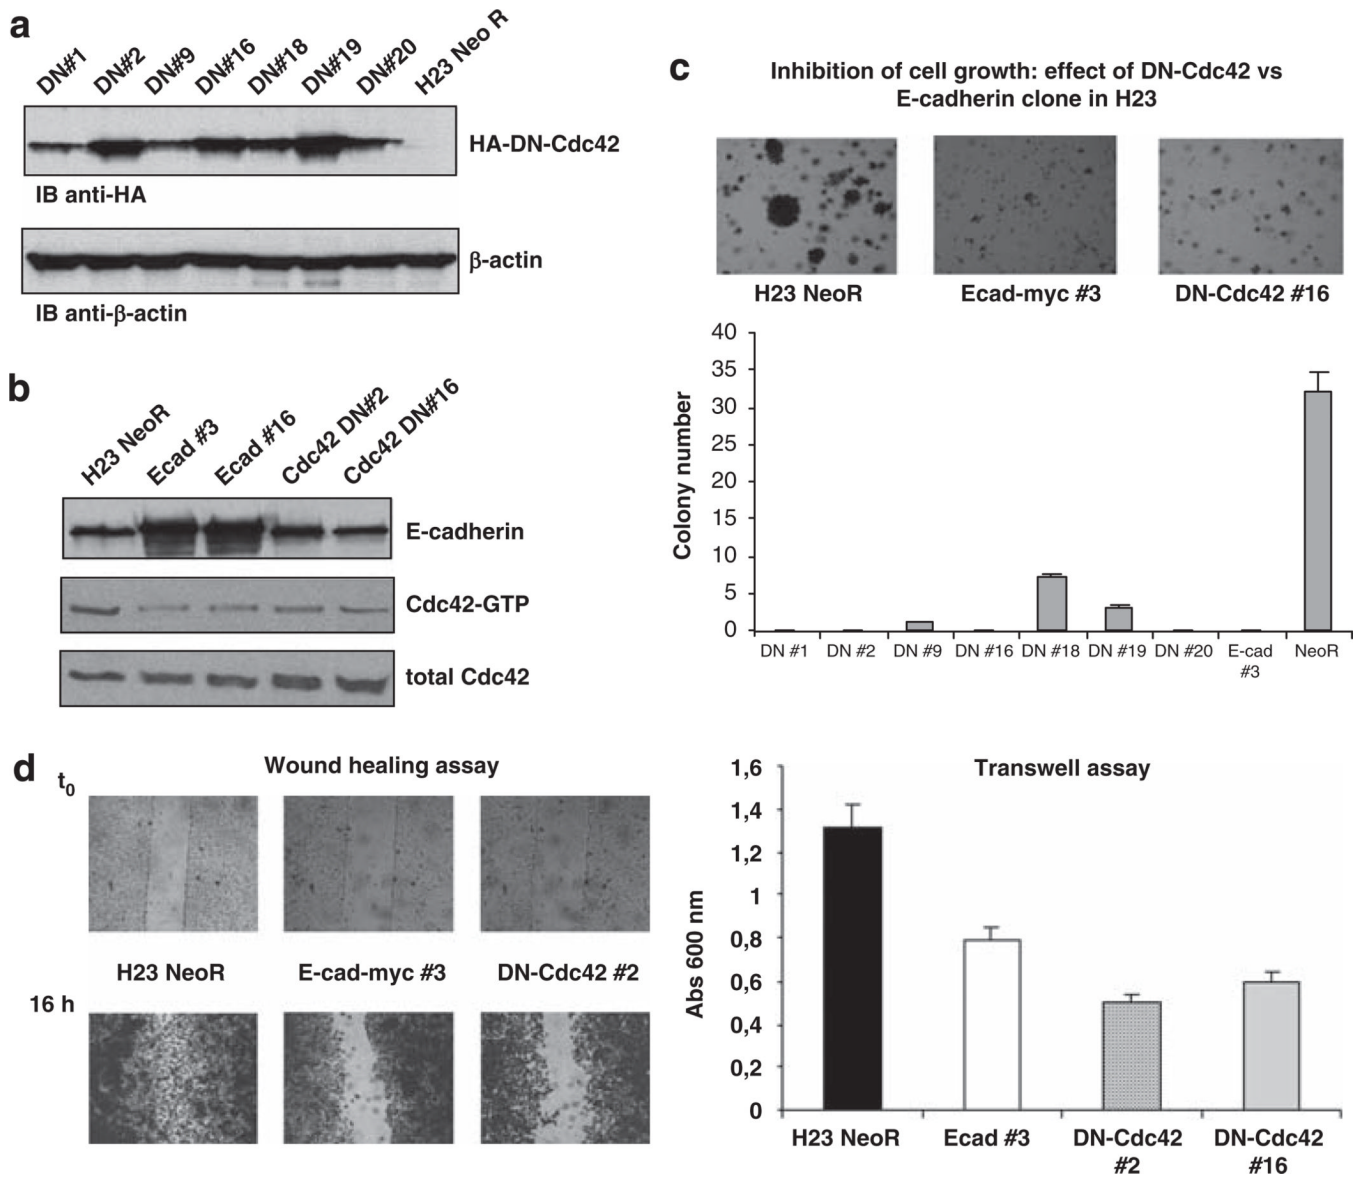 a
DN#1 DN#2 DN#9 DN#16 DN#18 DN#19 DN#20 H23 Neo R
HA-DN-Cdc42
IB anti-HA
β-actin
IB anti-β-actin
b
H23 NeoR Ecad #3 Ecad #16 Cdc42 DN#2 Cdc42 DN#16
E-cadherin
Cdc42-GTP
total Cdc42
c
Inhibition of cell growth: effect of DN-Cdc42 vs
E-cadherin clone in H23
H23 NeoR Ecad-myc #3 DN-Cdc42 #16
Colony number
40
35
30
25
20
15
10
5
0
DN #1 DN #2 DN #9 DN #16 DN #18 DN #19 DN #20 E-cad NeoR
#3
d
Wound healing assay
t0
H23 NeoR E-cad-myc #3 DN-Cdc42 #2
16 h
Transwell assay
Abs 600 nm
1,6
1,4
1,2
1
0,8
0,6
0,4
0,2
0
H23 NeoR Ecad #3 DN-Cdc42 DN-Cdc42
#2 #16